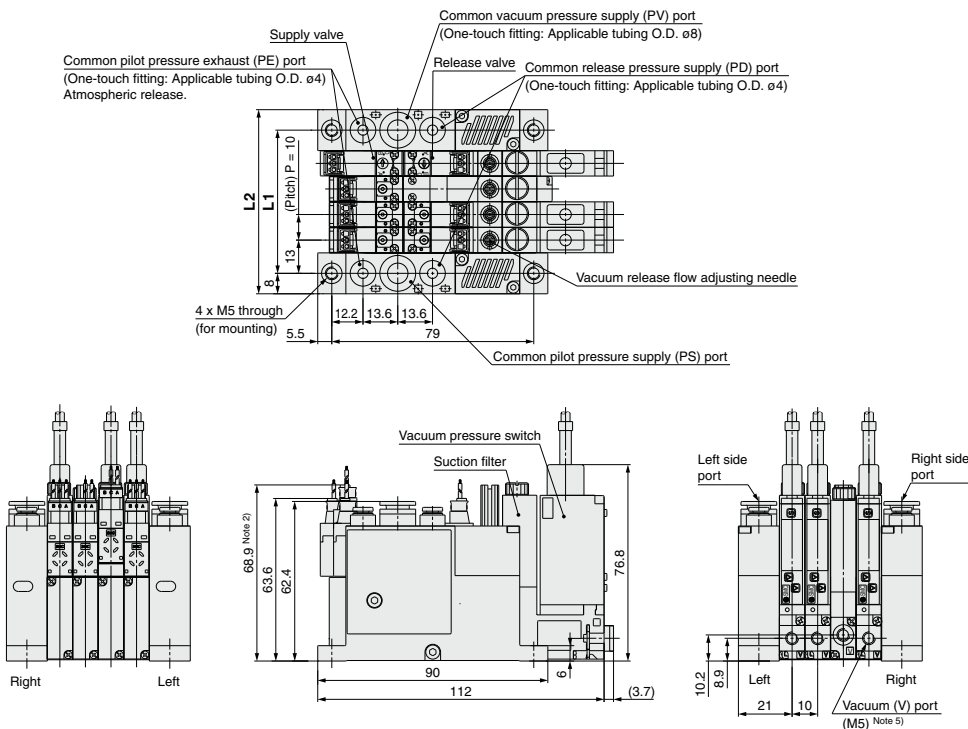 Common vacuum pressure supply (PV) port
(One-touch fitting: Applicable tubing O.D. ø8)
Supply valve
Common pilot pressure exhaust (PE) port
(One-touch fitting: Applicable tubing O.D. ø4)
Atmospheric release.
Release valve
Common release pressure supply (PD) port
(One-touch fitting: Applicable tubing O.D. ø4)
L2
L1
(Pitch) P = 10
13
8
Vacuum release flow adjusting needle
4 x M5 through
(for mounting)
12.2
13.6
13.6
5.5
79
Common pilot pressure supply (PS) port
Right
Left
Vacuum pressure switch
Suction filter
68.9 Note 2)
63.6
62.4
76.8
6
90
112
(3.7)
Left side
port
Right side
port
10.2
8.9
Left
Right
21
10
Vacuum (V) port
(M5) Note 5)